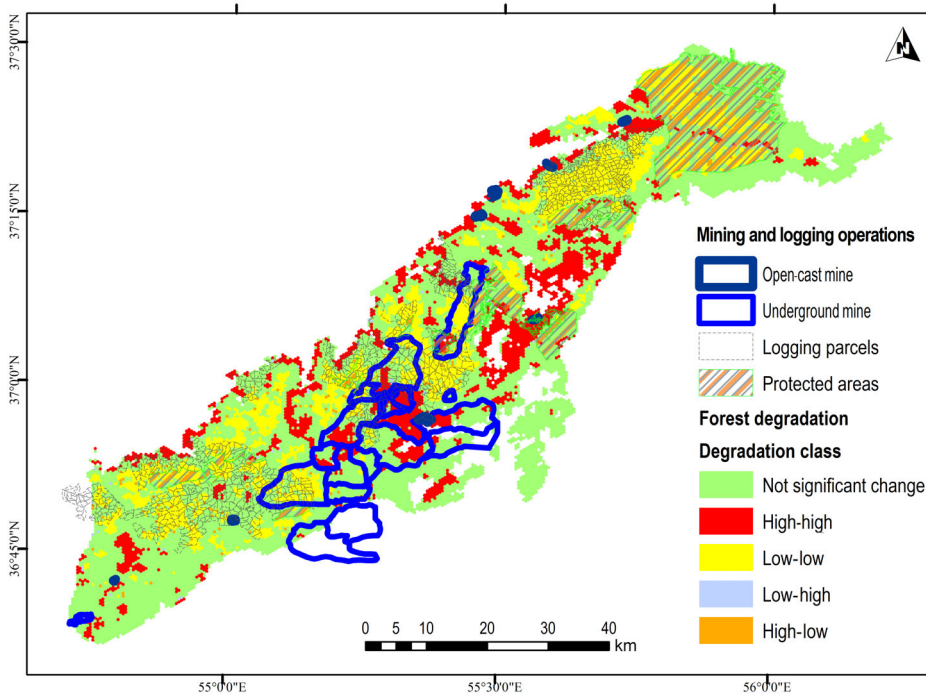 37°30'0"N
37°15'0"N
37°0'0"N
36°45'0"N
N
Mining and logging operations
Open-cast mine
Underground mine
Logging parcels
Protected areas
Forest degradation
Degradation class
Not significant change
High-high
Low-low
Low-high
High-low
0 5 10 20 30 40
km
55°0'0"E
55°30'0"E
56°0'0"E